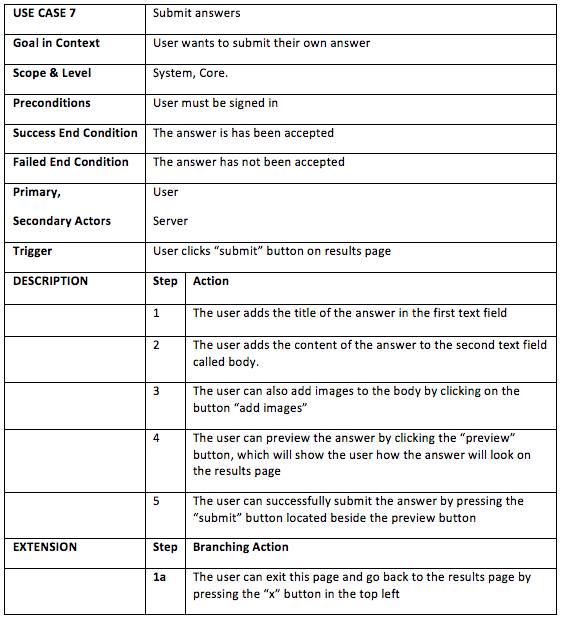 USE CASE 7 Submit answers
Goal in Context User wants to submit their own answer
Scope & Level System, Core.
Preconditions User must be signed in
Success End Condition The answer is has been accepted
Failed End Condition The answer has not been accepted
Primary, User
Secondary Actors Server
Trigger User clicks “submit” button on results page
DESCRIPTION Step Action
1 The user adds the title of the answer in the first text field
2 The user adds the content of the answer to the second text field
called body.
3 The user can also add images to the body by clicking on the
button “add images”
4 The user can preview the answer by clicking the “preview”
button, which will show the user how the answer will look on
the results page
5 The user can successfully submit the answer by pressing the
“submit” button located beside the preview button
EXTENSION Step Branching Action
1a The user can exit this page and go back to the results page by
pressing the “x” button in the top left